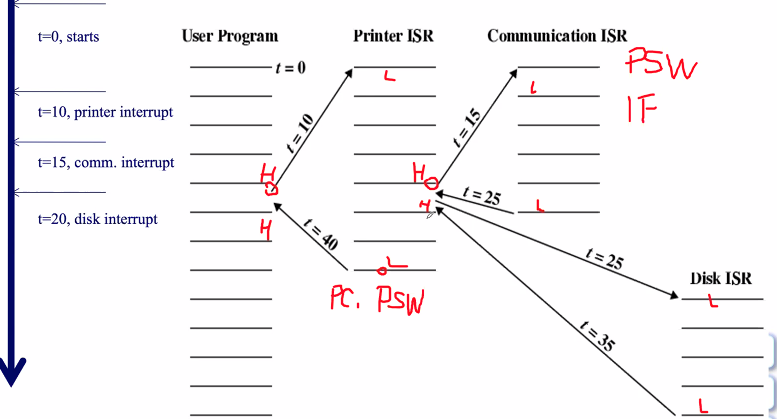 t=0, starts
User Program
Printer ISR
Communication ISR
t = 0
L
PSW
L
IF
t=10, printer interrupt
t = 10
t = 15
t=15, comm. interrupt
H
H
t = 25
H
L
t=20, disk interrupt
H
t = 40
t = 25
L
Disk ISR
PC. PSW
L
t = 35
L